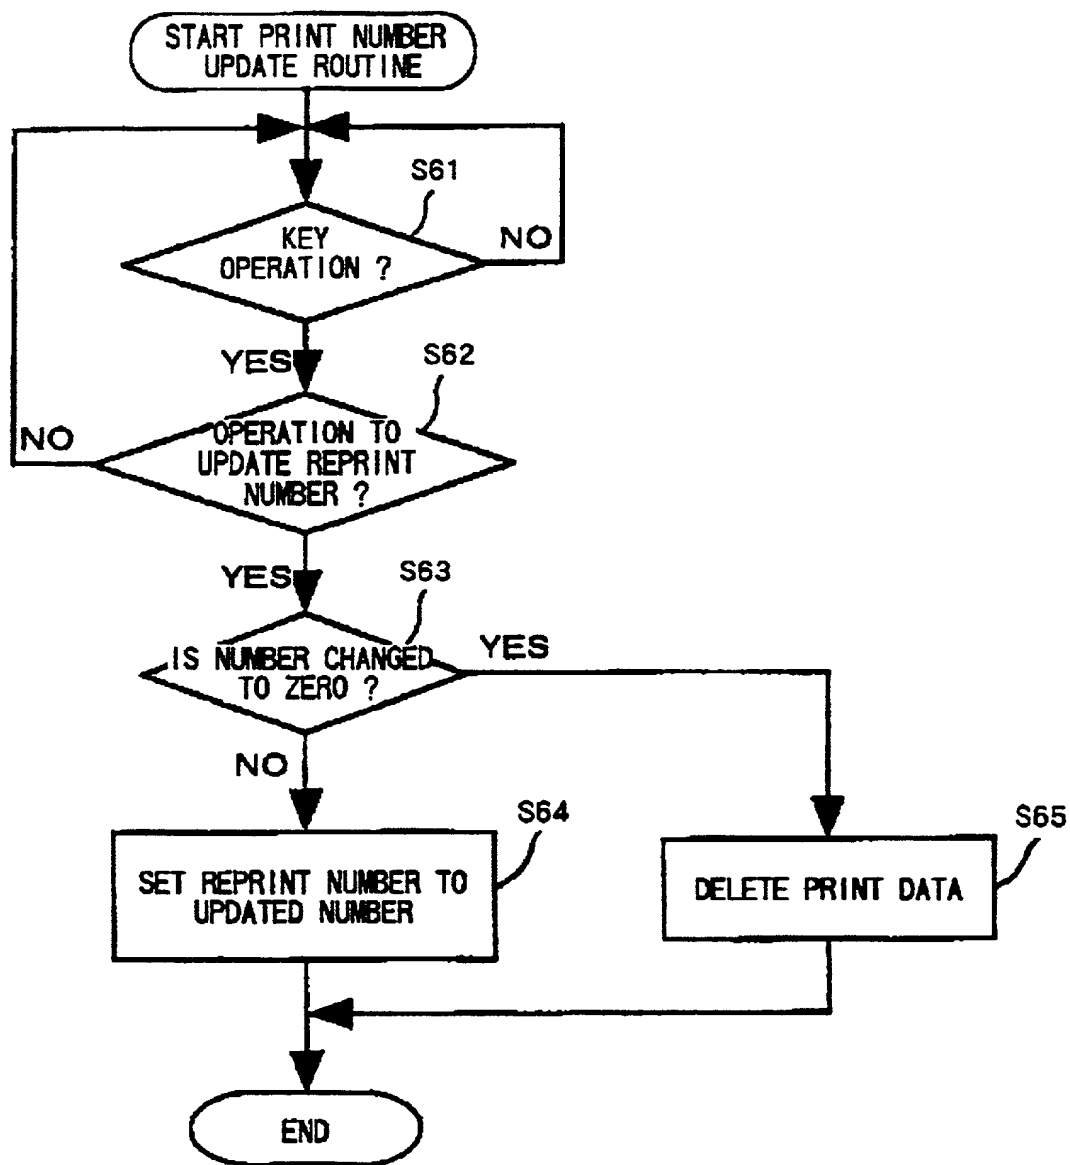 START PRINT NUMBER
UPDATE ROUTINE
S61
KEY
OPERATION ?
NO
YES
S62
OPERATION TO
UPDATE REPRINT
NUMBER ?
NO
YES
S63
IS NUMBER CHANGED
TO ZERO ?
YES
NO
S64
SET REPRINT NUMBER TO
UPDATED NUMBER
S65
DELETE PRINT DATA
END